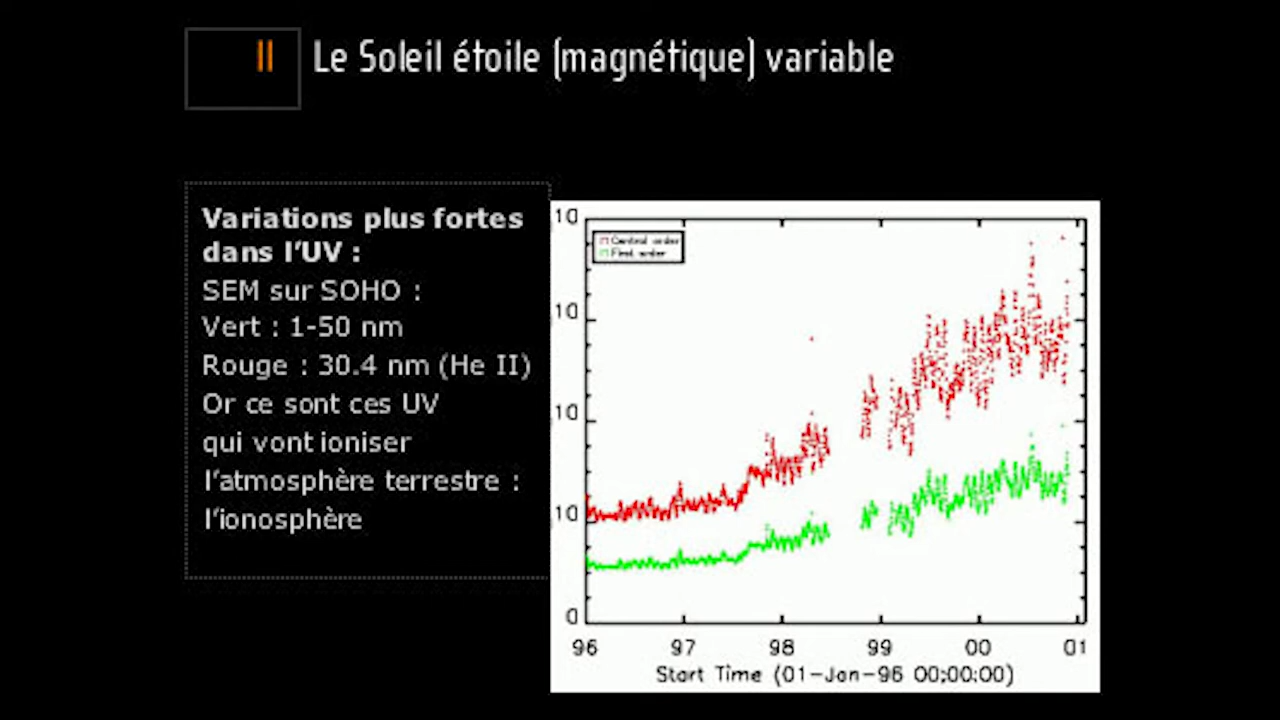 II Le Soleil étoile (magnétique) variable
Variations plus fortes
dans l'UV :
SEM sur SOHO :
Vert : 1-50 nm
Rouge : 30.4 nm (He II)
Or ce sont ces UV
qui vont ioniser
l'atmosphère terrestre :
l'ionosphère
10
Central order
First order
10
10
10
0
96 97 98 99 00 01
Start Time (01-Jan-96 00:00:00)